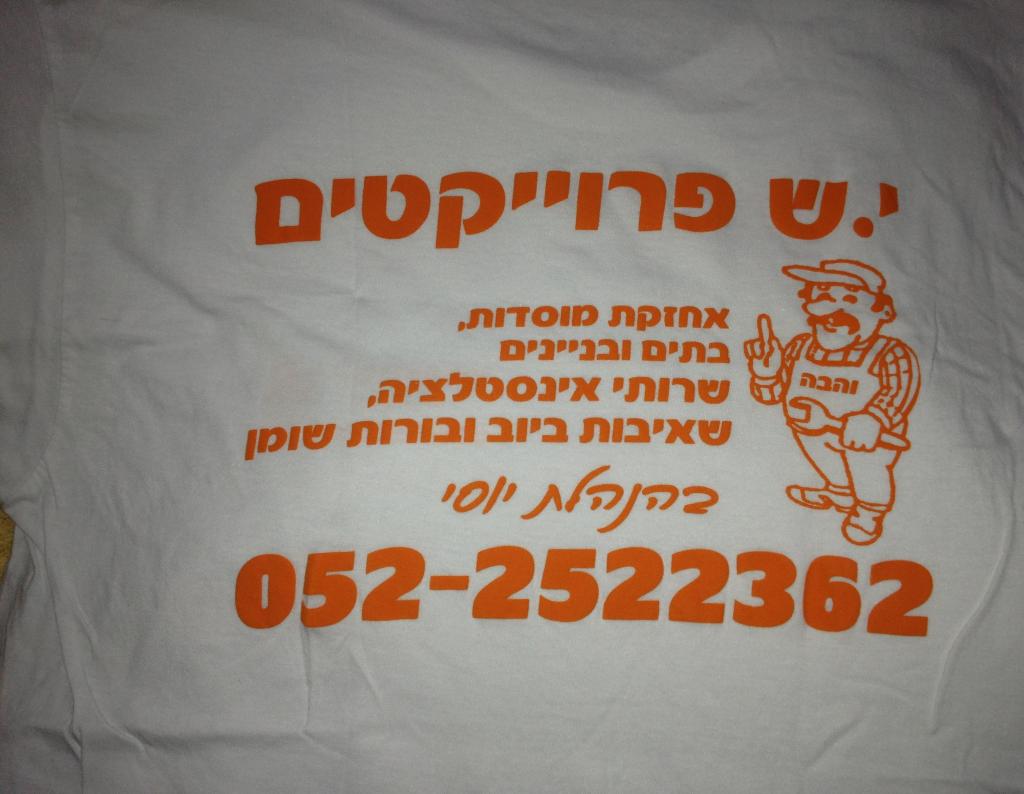 י.ש פרוייקטים
אחזקת מוסדות,
בתים ובניינים
שרותי אינסטלציה,
שאיבות ביוב ובורות שומן
בהנהלת יוסי
והבה
052-2522362